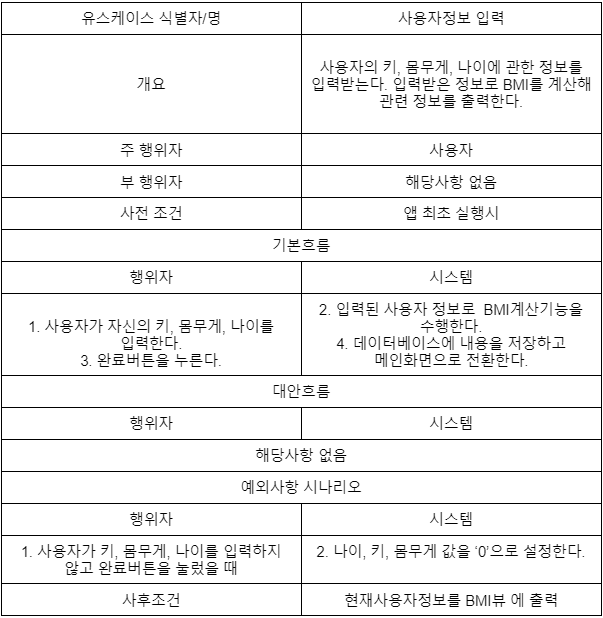 유스케이스 식별자/명
사용자정보 입력
개요
사용자의 키, 몸무게, 나이에 관한 정보를
입력받는다. 입력받은 정보로 BMI를 계산해
관련 정보를 출력한다.
주 행위자
사용자
부 행위자
해당사항 없음
사전 조건
앱 최초 실행시
기본흐름
행위자
시스템
1. 사용자가 자신의 키, 몸무게, 나이를
입력한다.
3. 완료버튼을 누른다.
2. 입력된 사용자 정보로 BMI계산기능을
수행한다.
4. 데이터베이스에 내용을 저장하고
메인화면으로 전환한다.
대안흐름
행위자
시스템
해당사항 없음
예외사항 시나리오
행위자
시스템
1. 사용자가 키, 몸무게, 나이를 입력하지
않고 완료버튼을 눌렀을 때
2. 나이, 키, 몸무게 값을 ‘0’으로 설정한다.
사후조건
현재사용자정보를 BMI뷰 에 출력